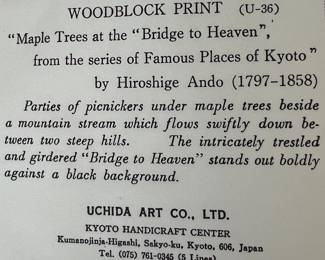 WOODBLOCK PRINT (U-36)
"Maple Trees at the "Bridge to Heaven",
from the series of Famous Places of Kyoto"
by Hiroshige Ando (1797–1858)
Parties of picnickers under maple trees beside
a mountain stream which flows swiftly down be-
tween two steep hills. The intricately trestled
and girdered "Bridge to Heaven" stands out boldly
against a black background.
UCHIDA ART CO., LTD.
KYOTO HANDICRAFT CENTER
Kumanojinja-Higashi, Sakyo-ku, Kyoto, 606, Japan
Tel. (075) 761-0345 (5 Lines)